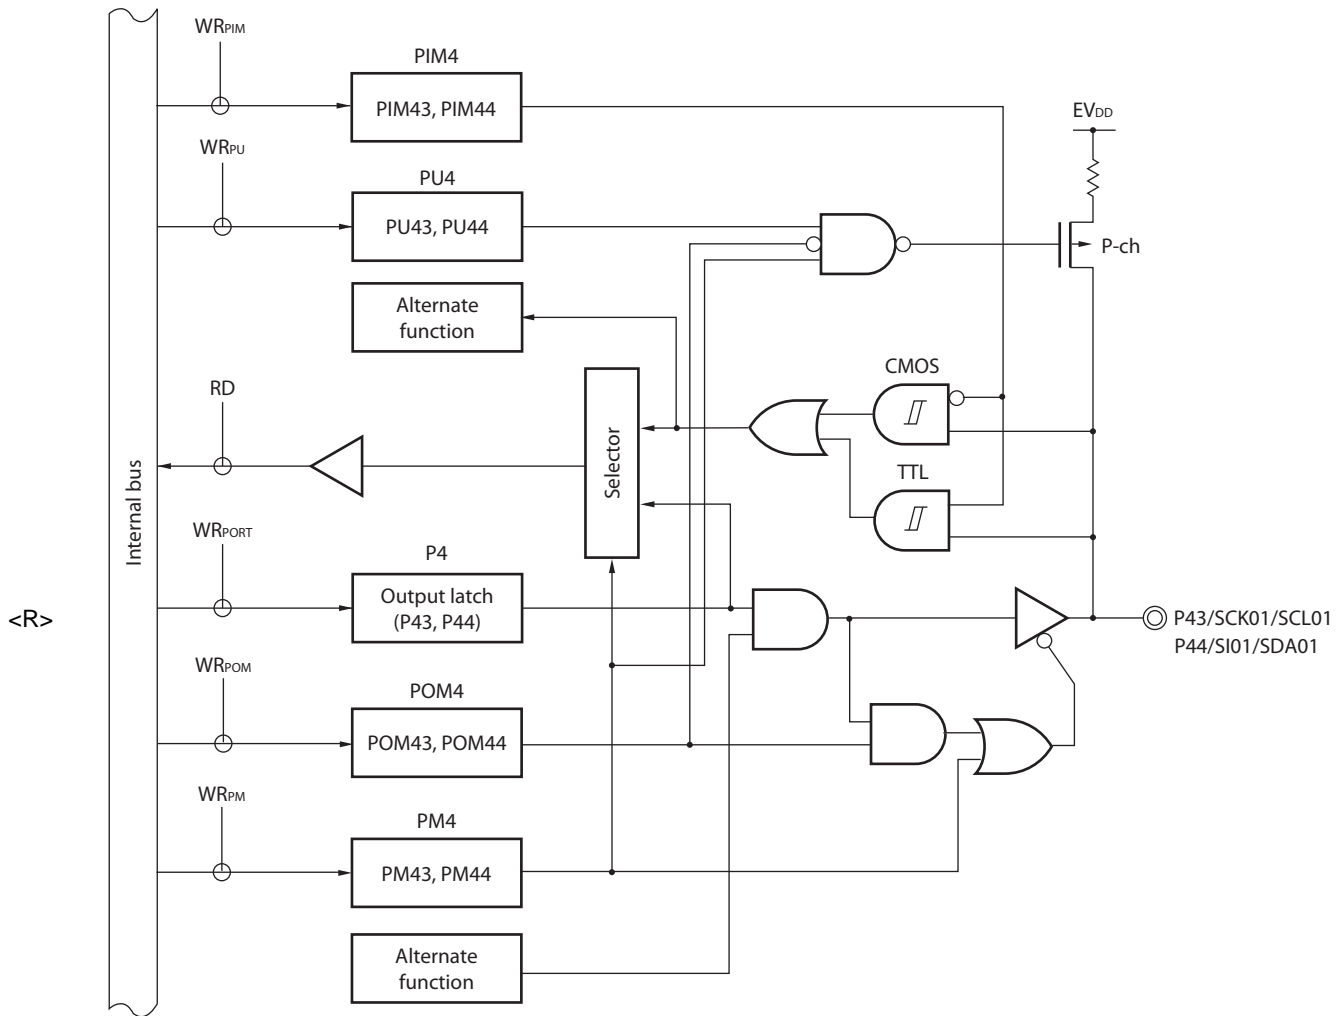 WRPIM
PIM4
PIM43, PIM44
EVDD
WRPU
PU4
PU43, PU44
P-ch
Alternate
function
CMOS
RD
Selector
TTL
Internal bus
WRPORT
P4
Output latch
(P43, P44)
<R>
P43/SCK01/SCL01
P44/SI01/SDA01
WRPOM
POM4
POM43, POM44
WRPM
PM4
PM43, PM44
Alternate
function